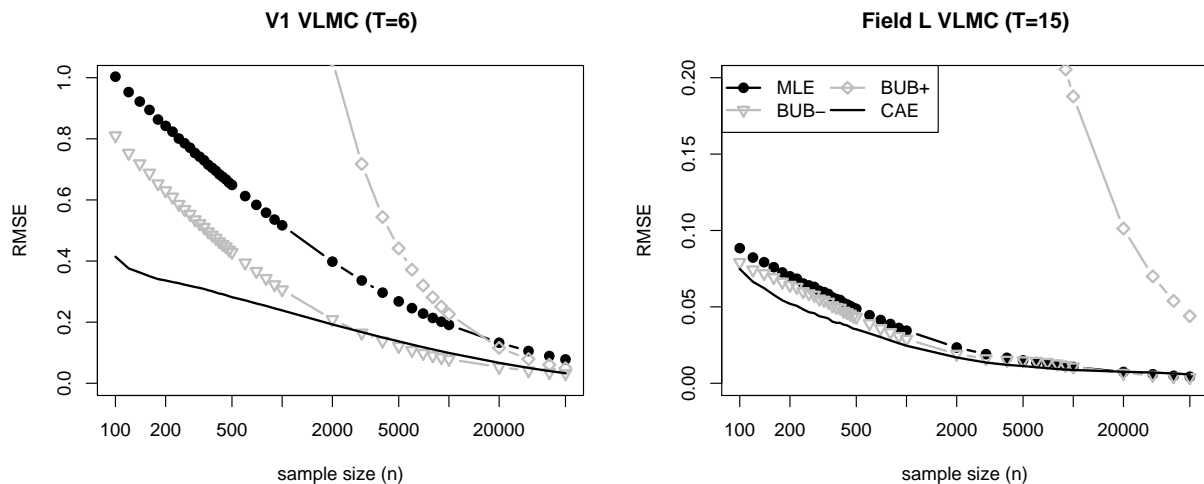 V1 VLMC (T=6)
RMSE
1.0
0.8
0.6
0.4
0.2
0.0
100 200 500 2000 5000 20000
sample size (n)
Field L VLMC (T=15)
MLE BUB+
BUB− CAE
RMSE
0.20
0.15
0.10
0.05
0.00
100 200 500 2000 5000 20000
sample size (n)